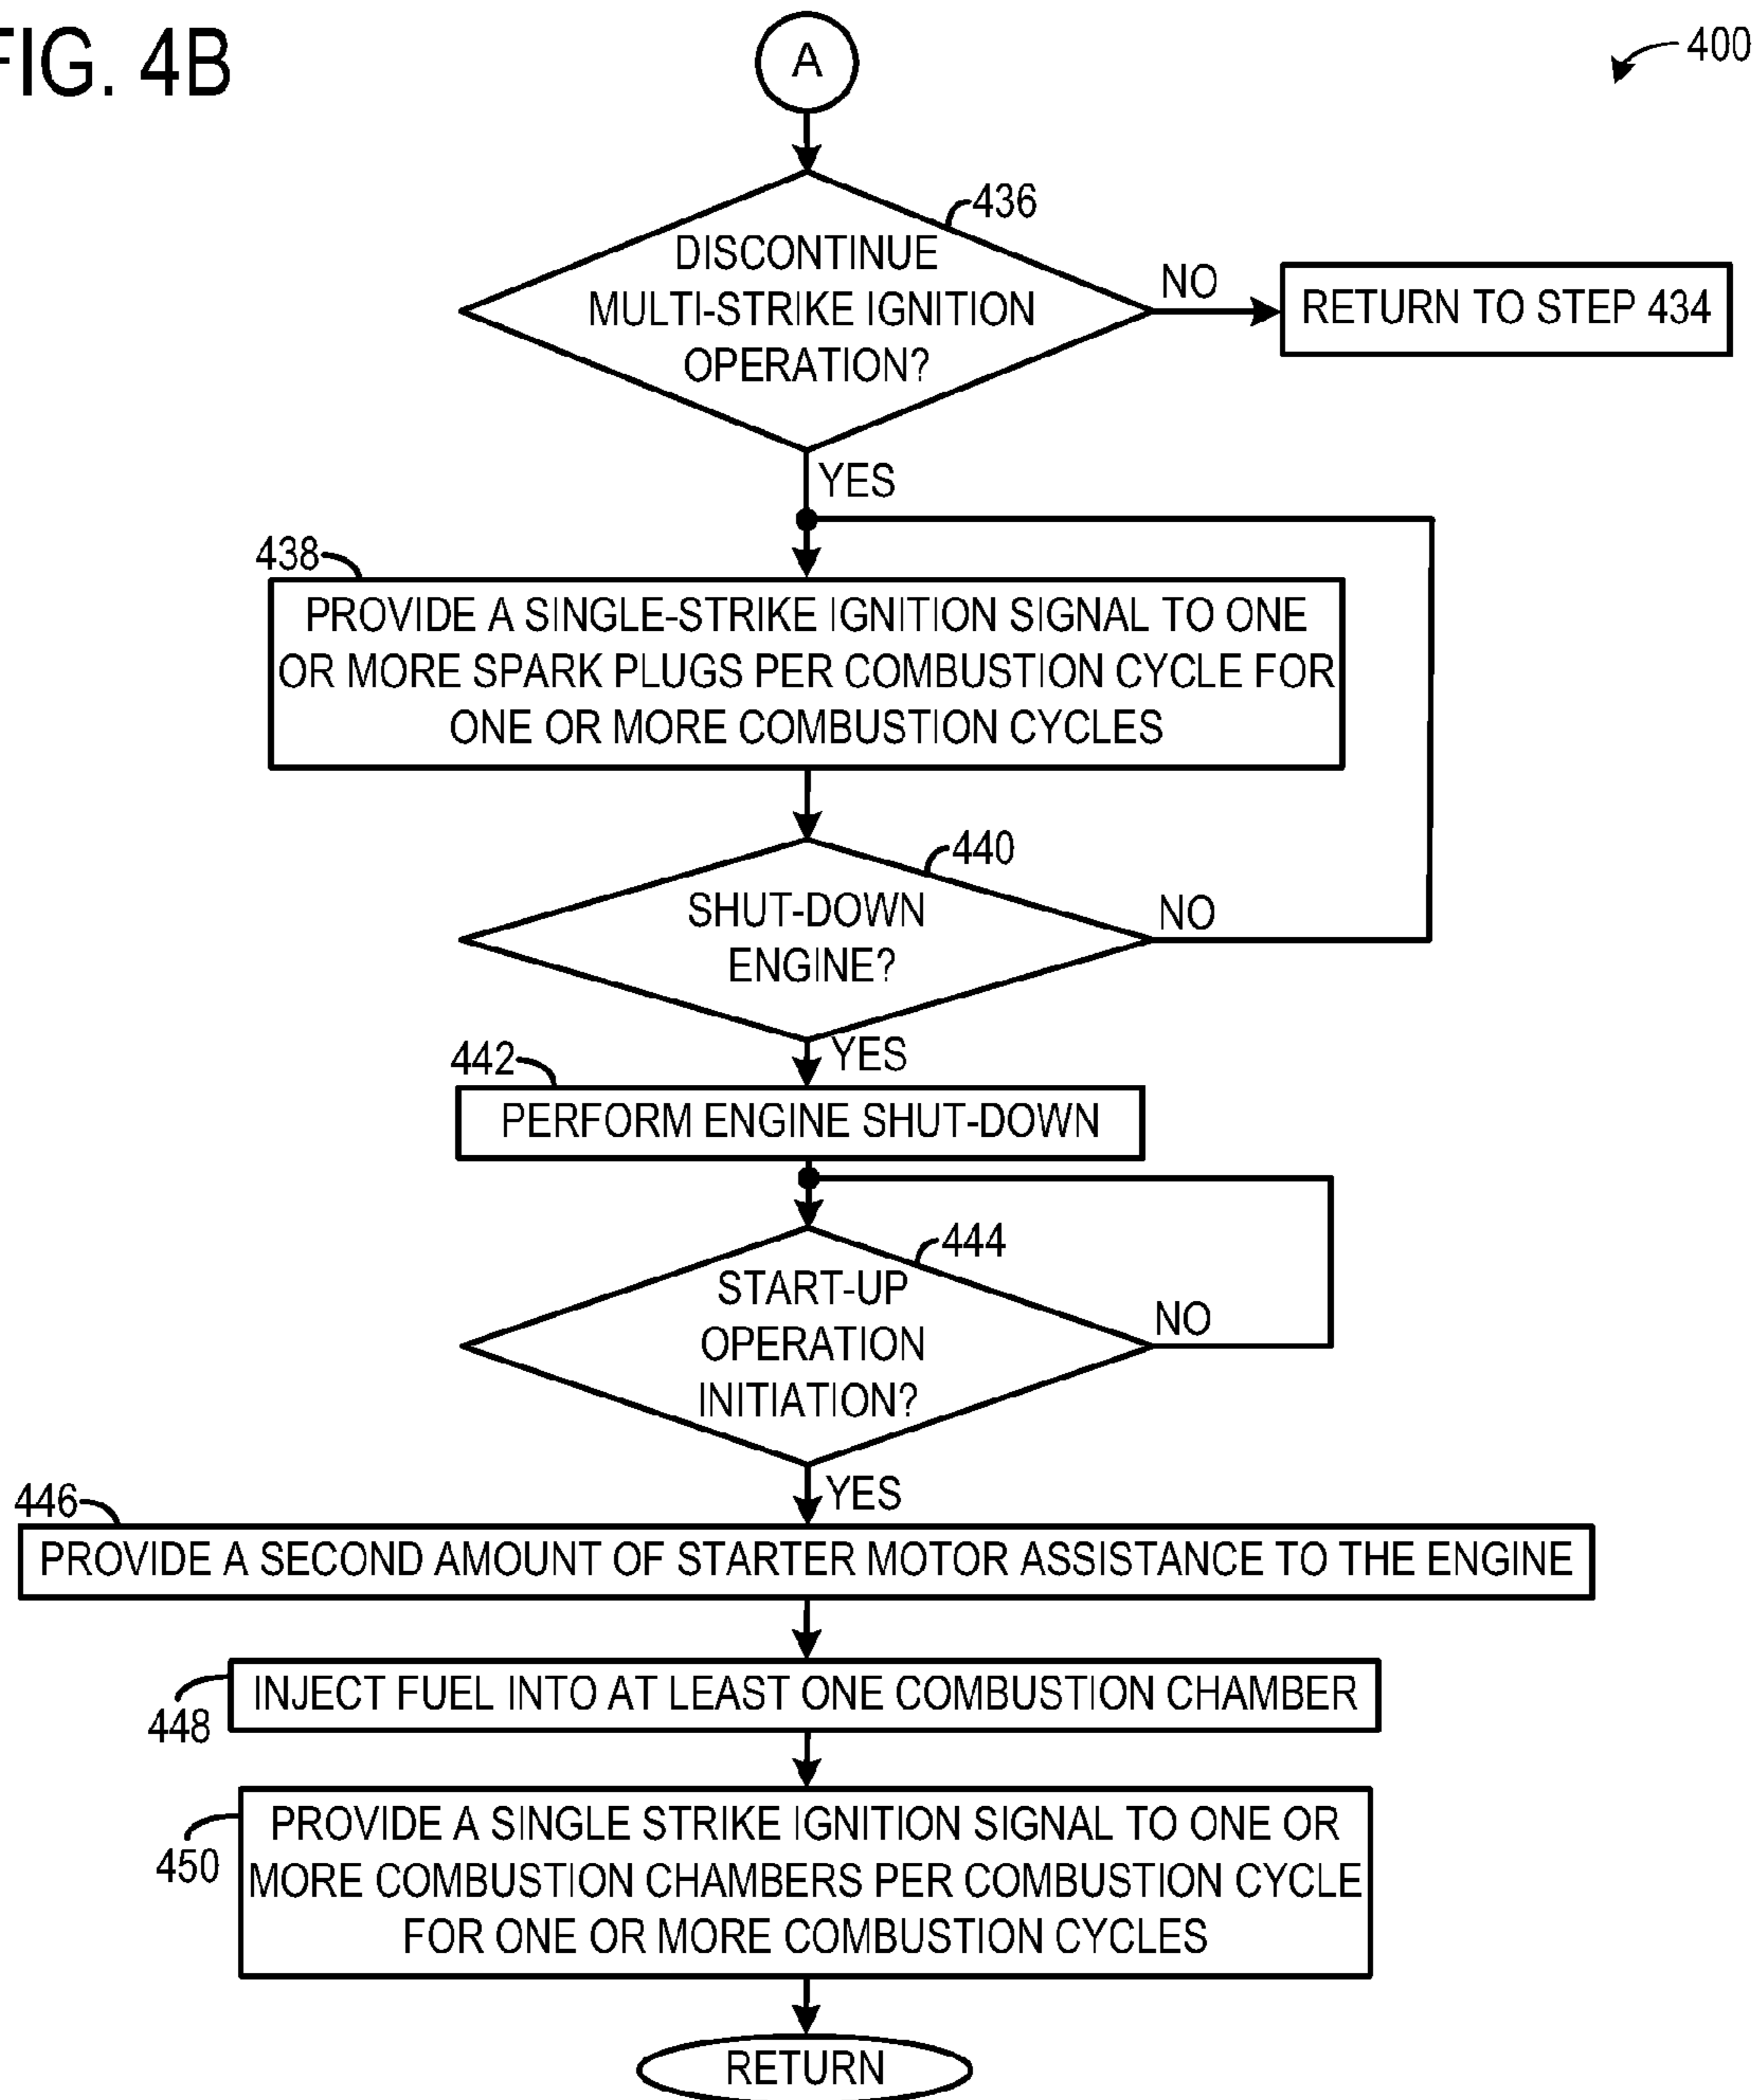 FIG. 4B
A
400
436
DISCONTINUE
MULTI-STRIKE IGNITION
OPERATION?
NO
RETURN TO STEP 434
YES
438
PROVIDE A SINGLE-STRIKE IGNITION SIGNAL TO ONE
OR MORE SPARK PLUGS PER COMBUSTION CYCLE FOR
ONE OR MORE COMBUSTION CYCLES
440
SHUT-DOWN
ENGINE?
NO
YES
442
PERFORM ENGINE SHUT-DOWN
444
START-UP
OPERATION
INITIATION?
NO
YES
446
PROVIDE A SECOND AMOUNT OF STARTER MOTOR ASSISTANCE TO THE ENGINE
INJECT FUEL INTO AT LEAST ONE COMBUSTION CHAMBER
448
PROVIDE A SINGLE STRIKE IGNITION SIGNAL TO ONE OR
MORE COMBUSTION CHAMBERS PER COMBUSTION CYCLE
FOR ONE OR MORE COMBUSTION CYCLES
450
RETURN